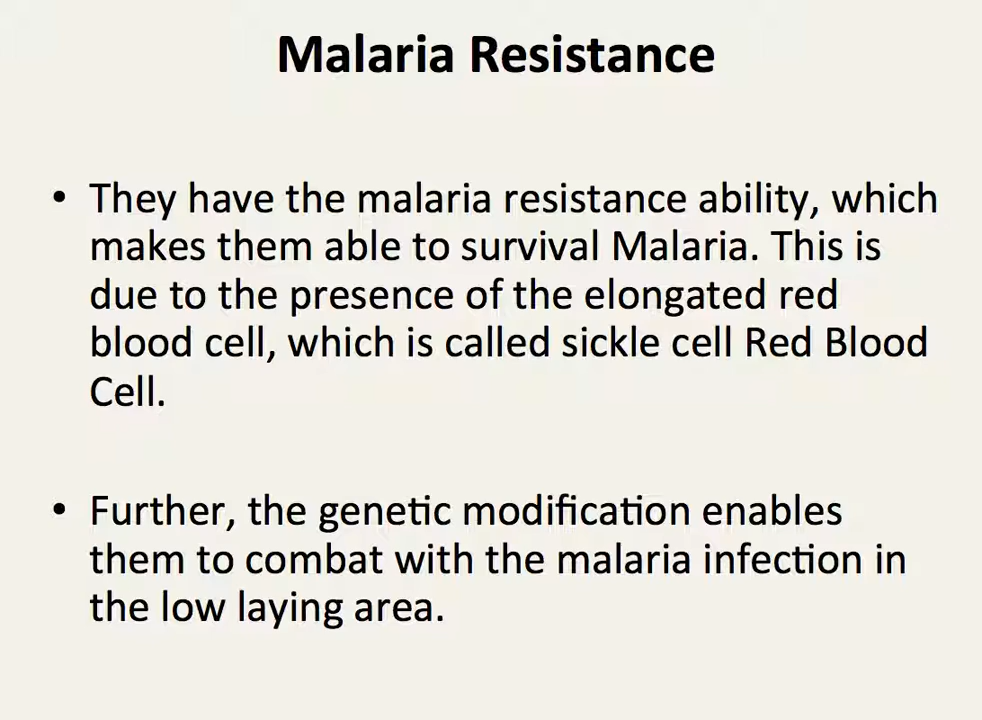 Malaria Resistance
• They have the malaria resistance ability, which
makes them able to survival Malaria. This is
due to the presence of the elongated red
blood cell, which is called sickle cell Red Blood
Cell.
• Further, the genetic modification enables
them to combat with the malaria infection in
the low laying area.